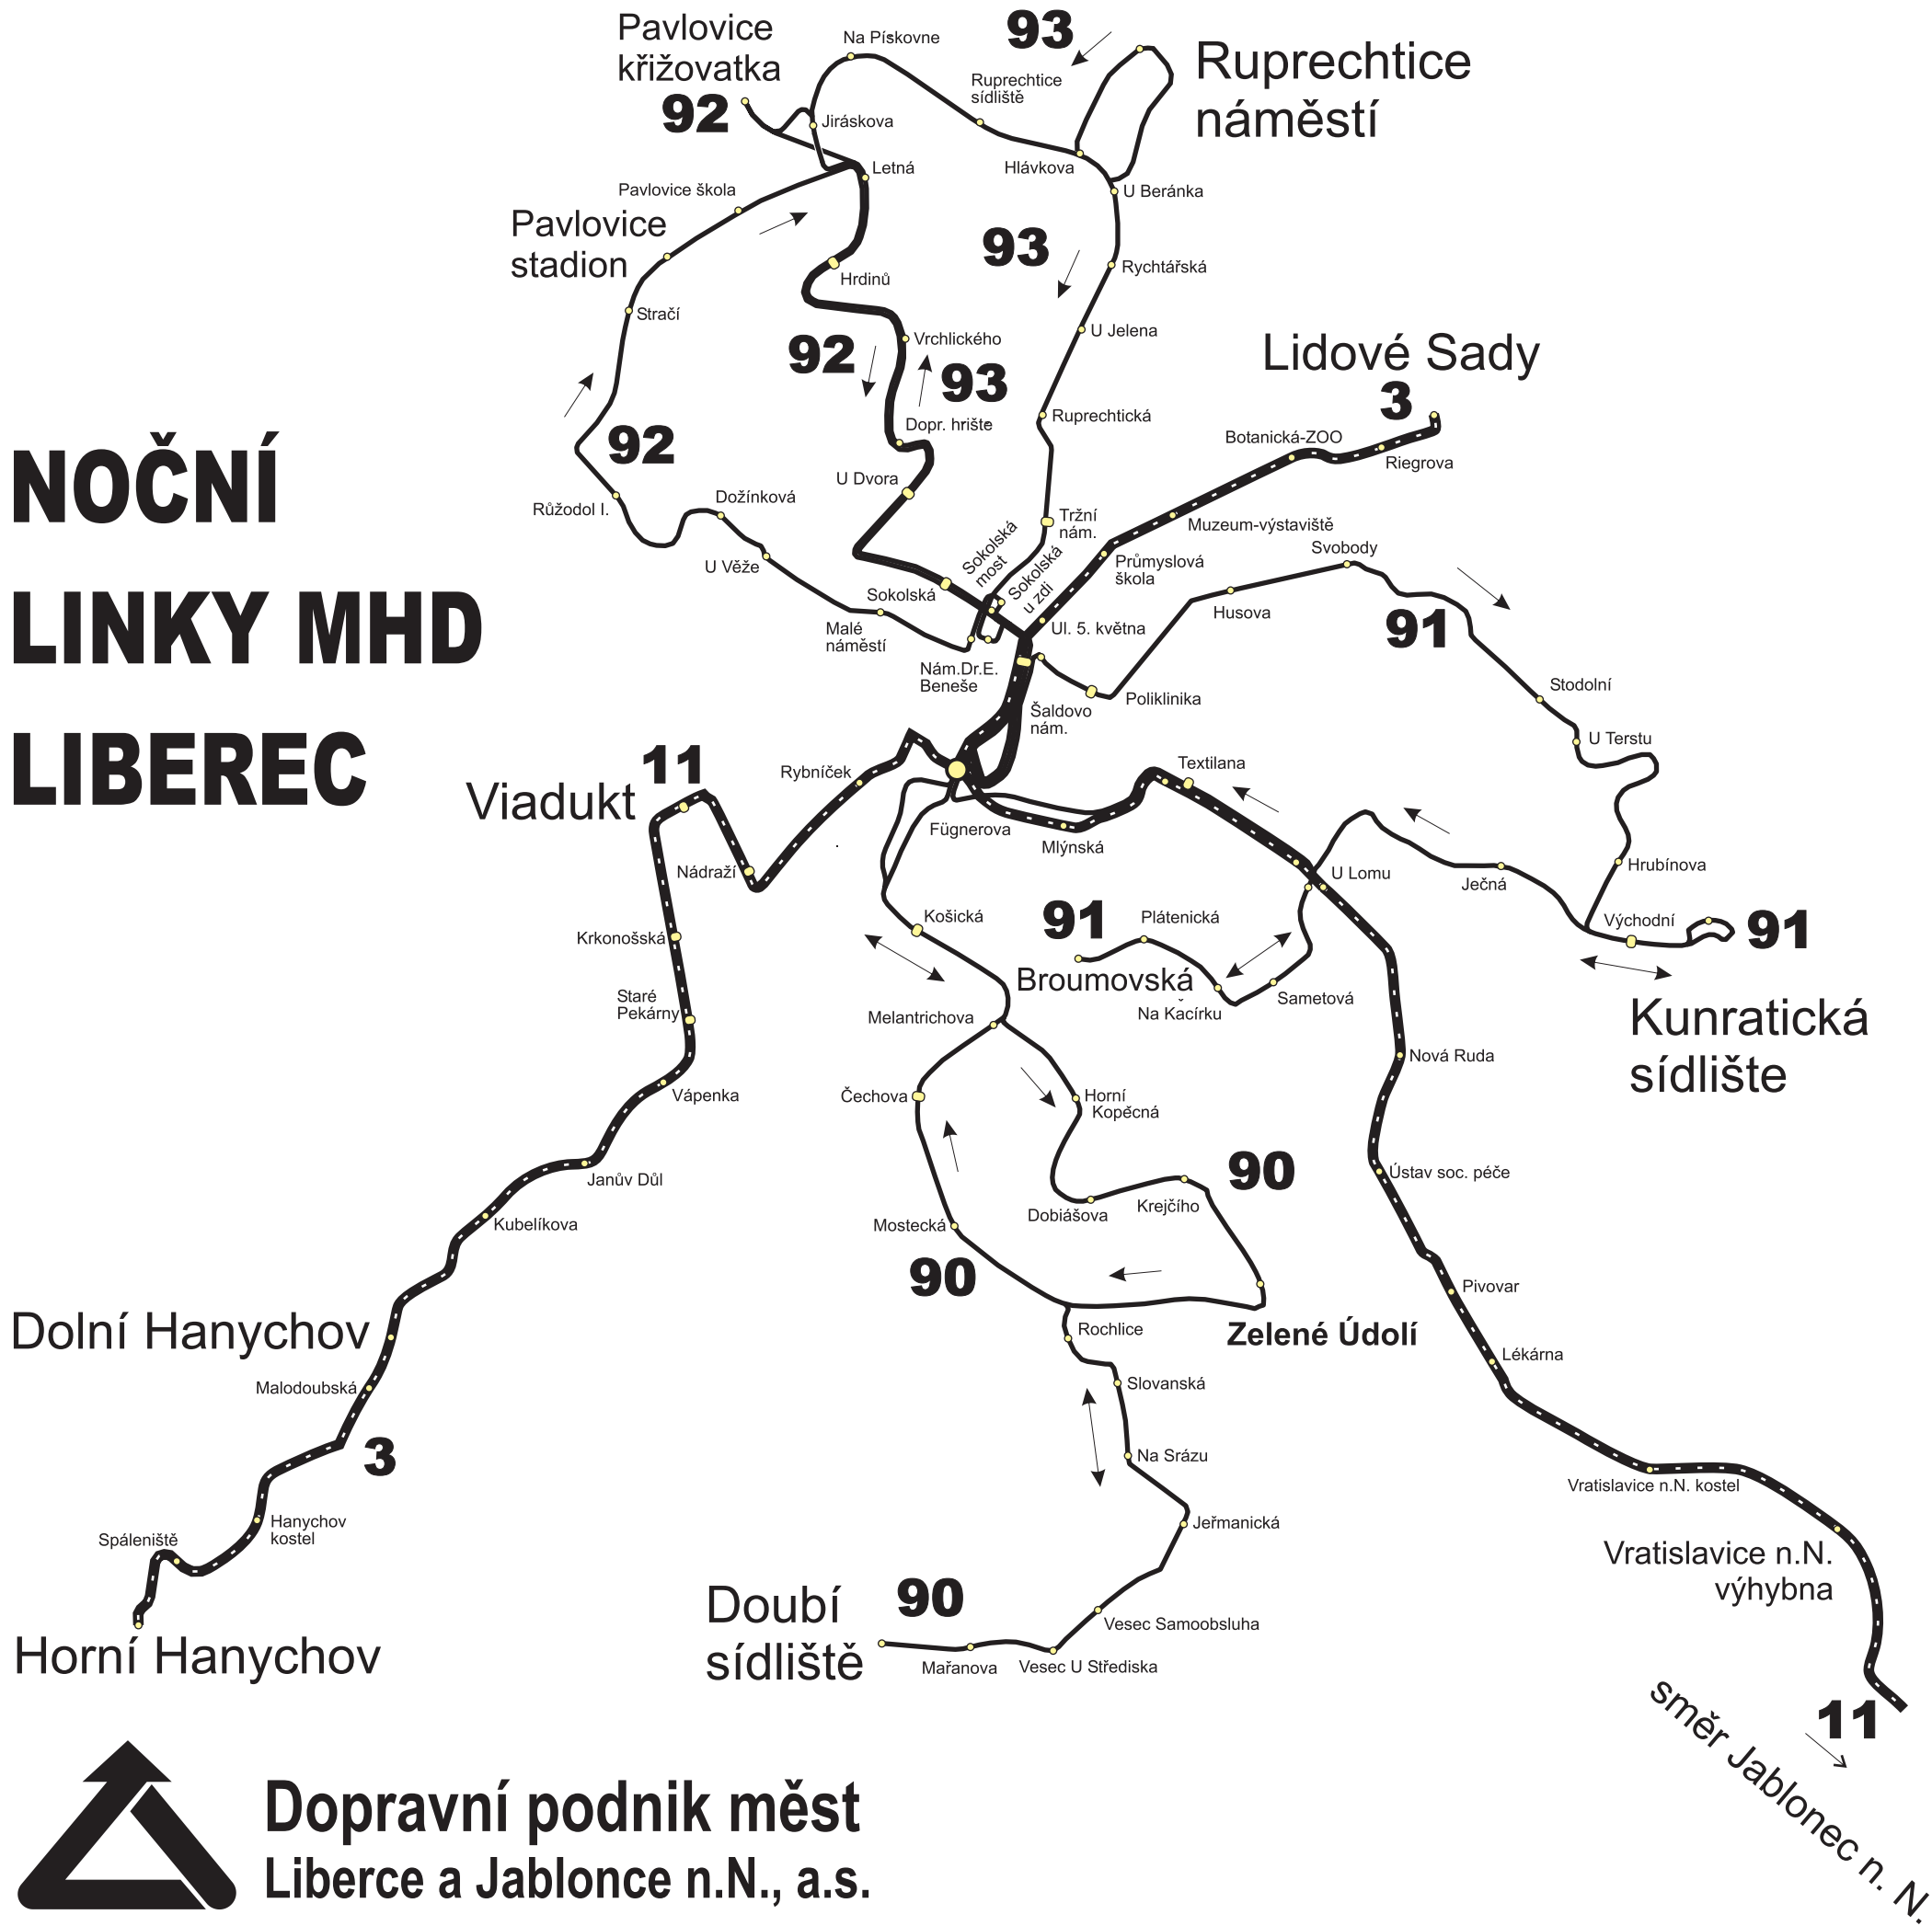 Pavlovice
křižovatka
92
Na Pískovne
93
Ruprechtice
sídliště
Ruprechtice
náměstí
Jiráskova
Letná
Hlávkova
U Beránka
Pavlovice škola
Pavlovice
stadion
93
Rychtářská
Hrdinů
Stračí
92
Vrchlického
93
U Jelena
Lidové Sady
3
Dopr. hrište
Ruprechtická
Botanická-ZOO
Riegrova
92
NOČNÍ
LINKY MHD
LIBEREC
U Dvora
Růžodol I.
Dožínková
U Věže
Sokolská
most
Tržní
nám.
Sokolská
u zdi
Muzeum-výstaviště
Průmyslová
škola
Svobody
Sokolská
Malé
náměstí
Ul. 5. května
Husova
91
Nám.Dr.E.
Beneše
Šaldovo
nám.
Poliklinika
Stodolní
U Terstu
11
Viadukt
Rybníček
Textilana
Fügnerova
Mlýnská
Nádraží
U Lomu
Ječná
Hrubínova
Košická
91
Plátenická
Východní
91
Krkonošská
Broumovská
Na Kačírku
Sametová
Staré
Pekárny
Melantrichova
Kunratická
sídlište
Nová Ruda
Vápenka
Čechova
Horní
Kopečná
Janův Důl
90
Ústav soc. péče
Kubelíkova
Mostecká
Dobiášova
Krejčího
90
Pivovar
Dolní Hanychov
Rochlice
Zelené Údolí
Lékárna
Malodoubská
Slovanská
3
Na Srázu
Vratislavice n.N. kostel
Hanychov
kostel
Spáleniště
Jeřmanická
Vratislavice n.N.
výhybna
Doubí
sídliště
90
Vesec Samoobsluha
Horní Hanychov
Mařanova
Vesec U Střediska
11
směr Jablonec n. N.
Dopravní podnik měst
Liberce a Jablonce n.N., a.s.